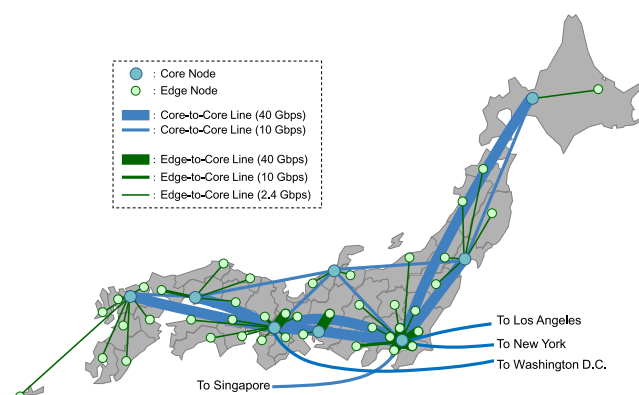 : Core Node
: Edge Node
: Core-to-Core Line (40 Gbps)
: Core-to-Core Line (10 Gbps)
: Edge-to-Core Line (40 Gbps)
: Edge-to-Core Line (10 Gbps)
: Edge-to-Core Line (2.4 Gbps)
To Los Angeles
To New York
To Washington D.C.
To Singapore